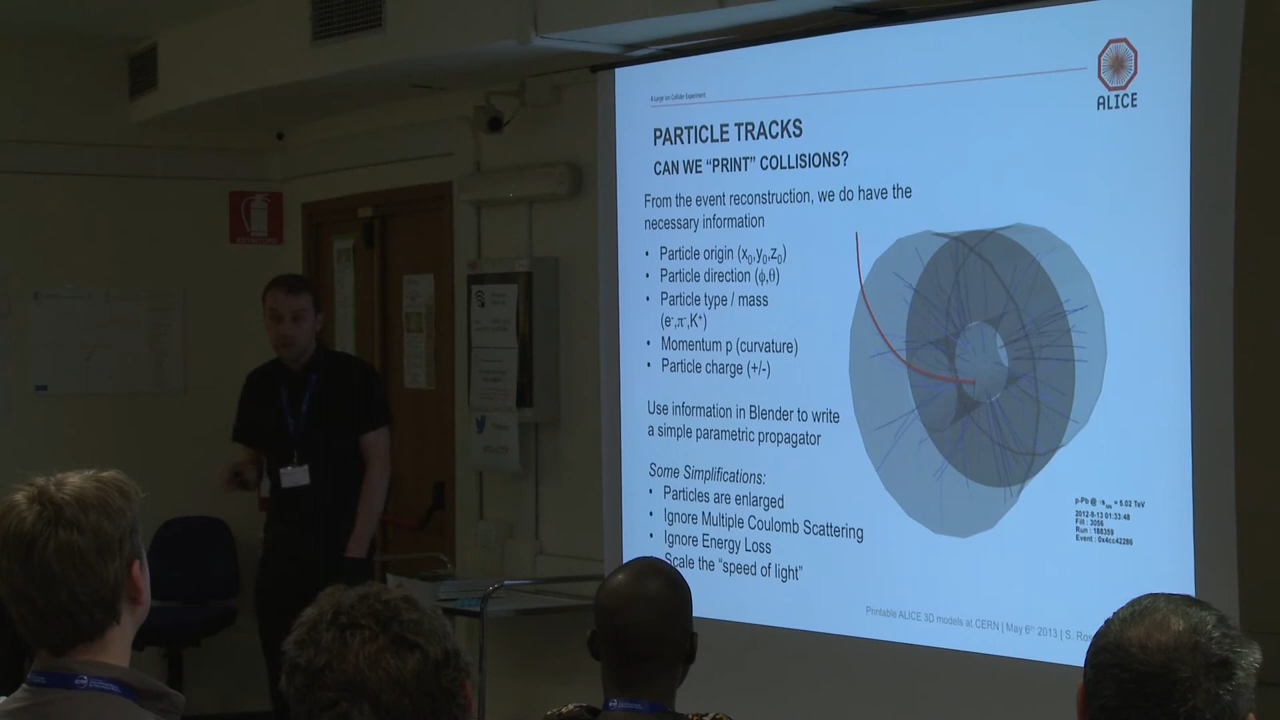 A Large Ion Collider Experiment
ALICE
PARTICLE TRACKS
CAN WE “PRINT” COLLISIONS?
From the event reconstruction, we do have the
necessary information
• Particle origin (x₀,y₀,z₀)
• Particle direction (ϕ,θ)
• Particle type / mass
(e⁻,π⁻,K⁺)
• Momentum p (curvature)
• Particle charge (+/-)
Use information in Blender to write
a simple parametric propagator
Some Simplifications:
• Particles are enlarged
• Ignore Multiple Coulomb Scattering
• Ignore Energy Loss
Scale the “speed of light”
p-Pb @ = 5.02 TeV
2012-9-13 01:33:48
Fill : 3056
Run : 188359
Event : 0x4cc42286
Printable ALICE 3D models at CERN | May 6ᵗʰ 2013 | S.